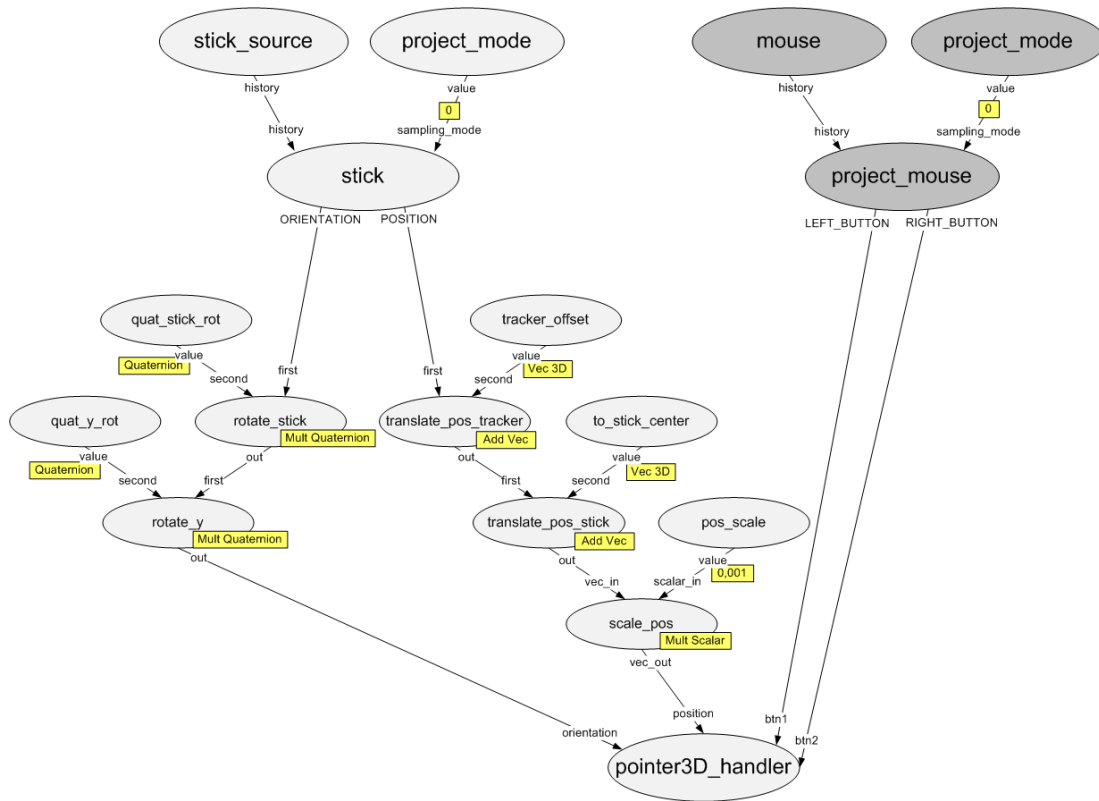 stick_source
project_mode
mouse
project_mode
history
value
history
value
0
0
history
sampling_mode
history
sampling_mode
stick
project_mouse
ORIENTATION
POSITION
LEFT_BUTTON
RIGHT_BUTTON
quat_stick_rot
tracker_offset
value
Quaternion
value
Vec 3D
second
first
first
second
quat_y_rot
rotate_stick
Mult Quaternion
translate_pos_tracker
Add Vec
to_stick_center
value
Quaternion
out
out
value
Vec 3D
second
first
first
second
rotate_y
Mult Quaternion
translate_pos_stick
Add Vec
pos_scale
out
out
value
0,001
vec_in
scalar_in
scale_pos
Mult Scalar
vec_out
position
btn1
orientation
btn2
pointer3D_handler